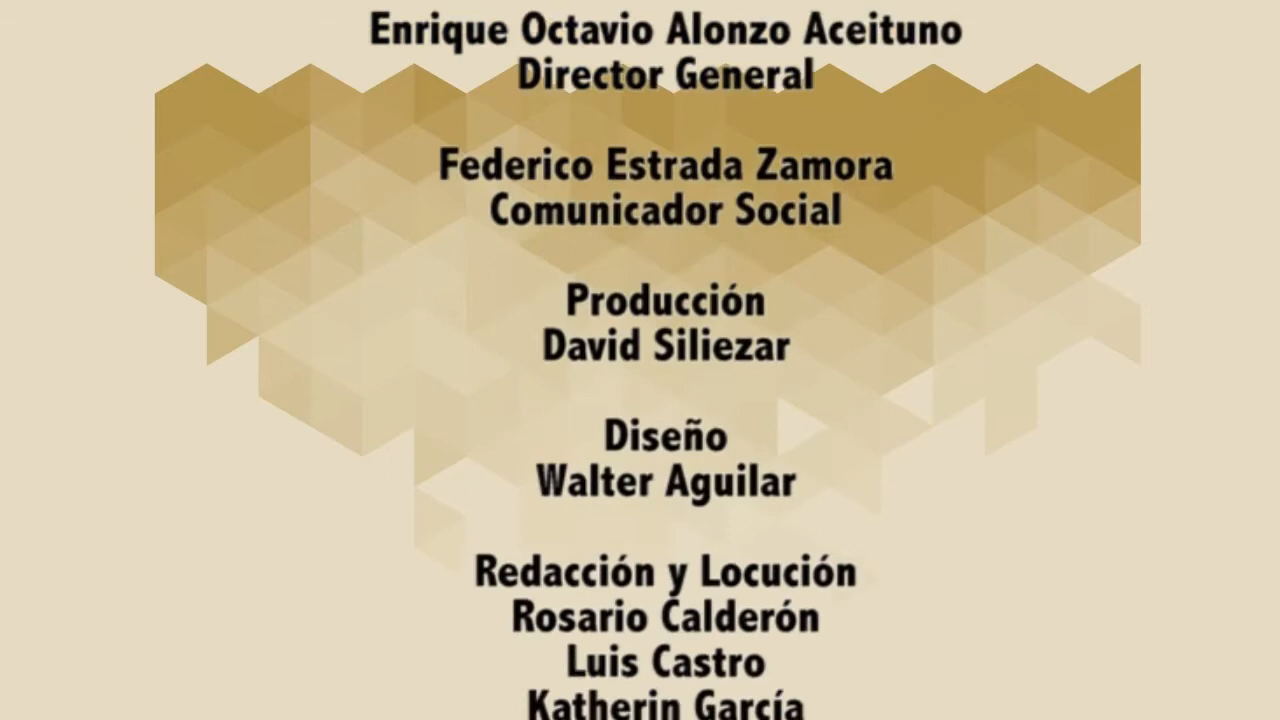 Enrique Octavio Alonzo Aceituno
Director General
Federico Estrada Zamora
Comunicador Social
Producción
David Siliezar
Diseño
Walter Aguilar
Redacción y Locución
Rosario Calderón
Luis Castro
Katherin García